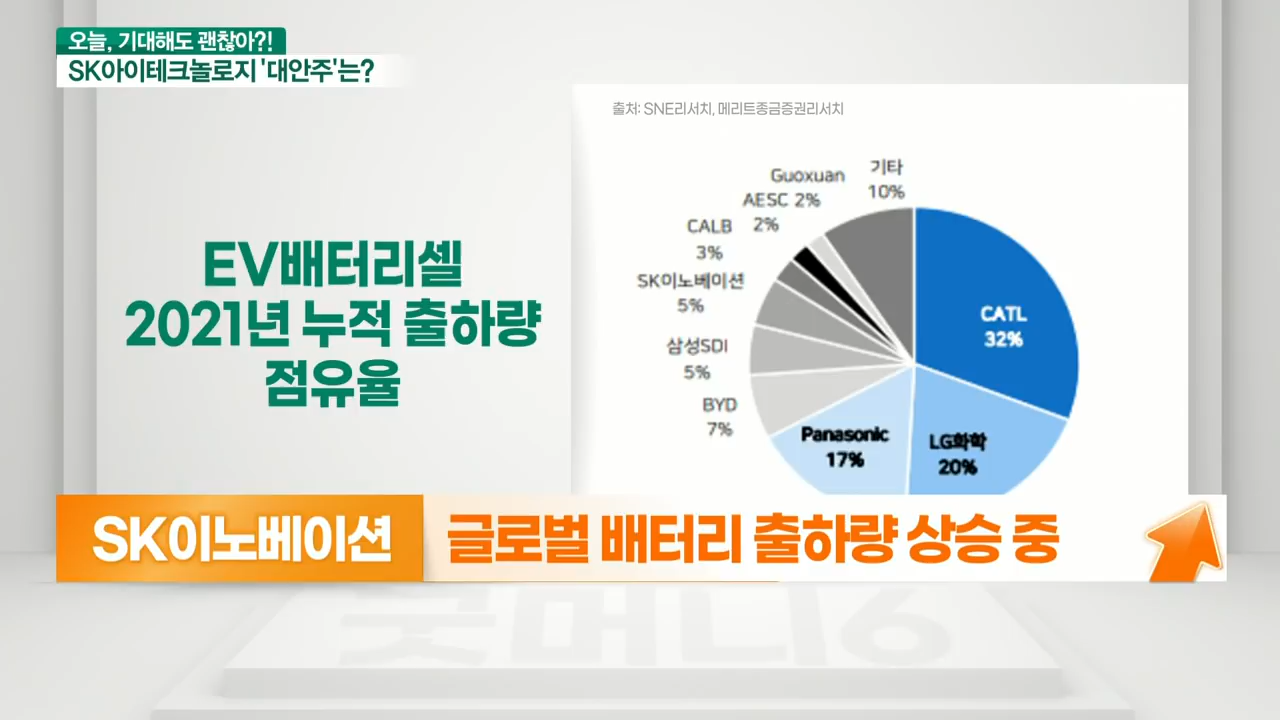 오늘, 기대해도 괜찮아?!
SK아이테크놀로지 '대안주'는?
출처: SNE리서치, 메리트종금증권리서치
EV배터리셀
2021년 누적 출하량
점유율
기타
10%
Guoxuan
2%
AESC
2%
CALB
3%
SK이노베이션
5%
삼성SDI
5%
BYD
7%
Panasonic
17%
LG화학
20%
CATL
32%
SK이노베이션
글로벌 배터리 출하량 상승 중
굿머니6